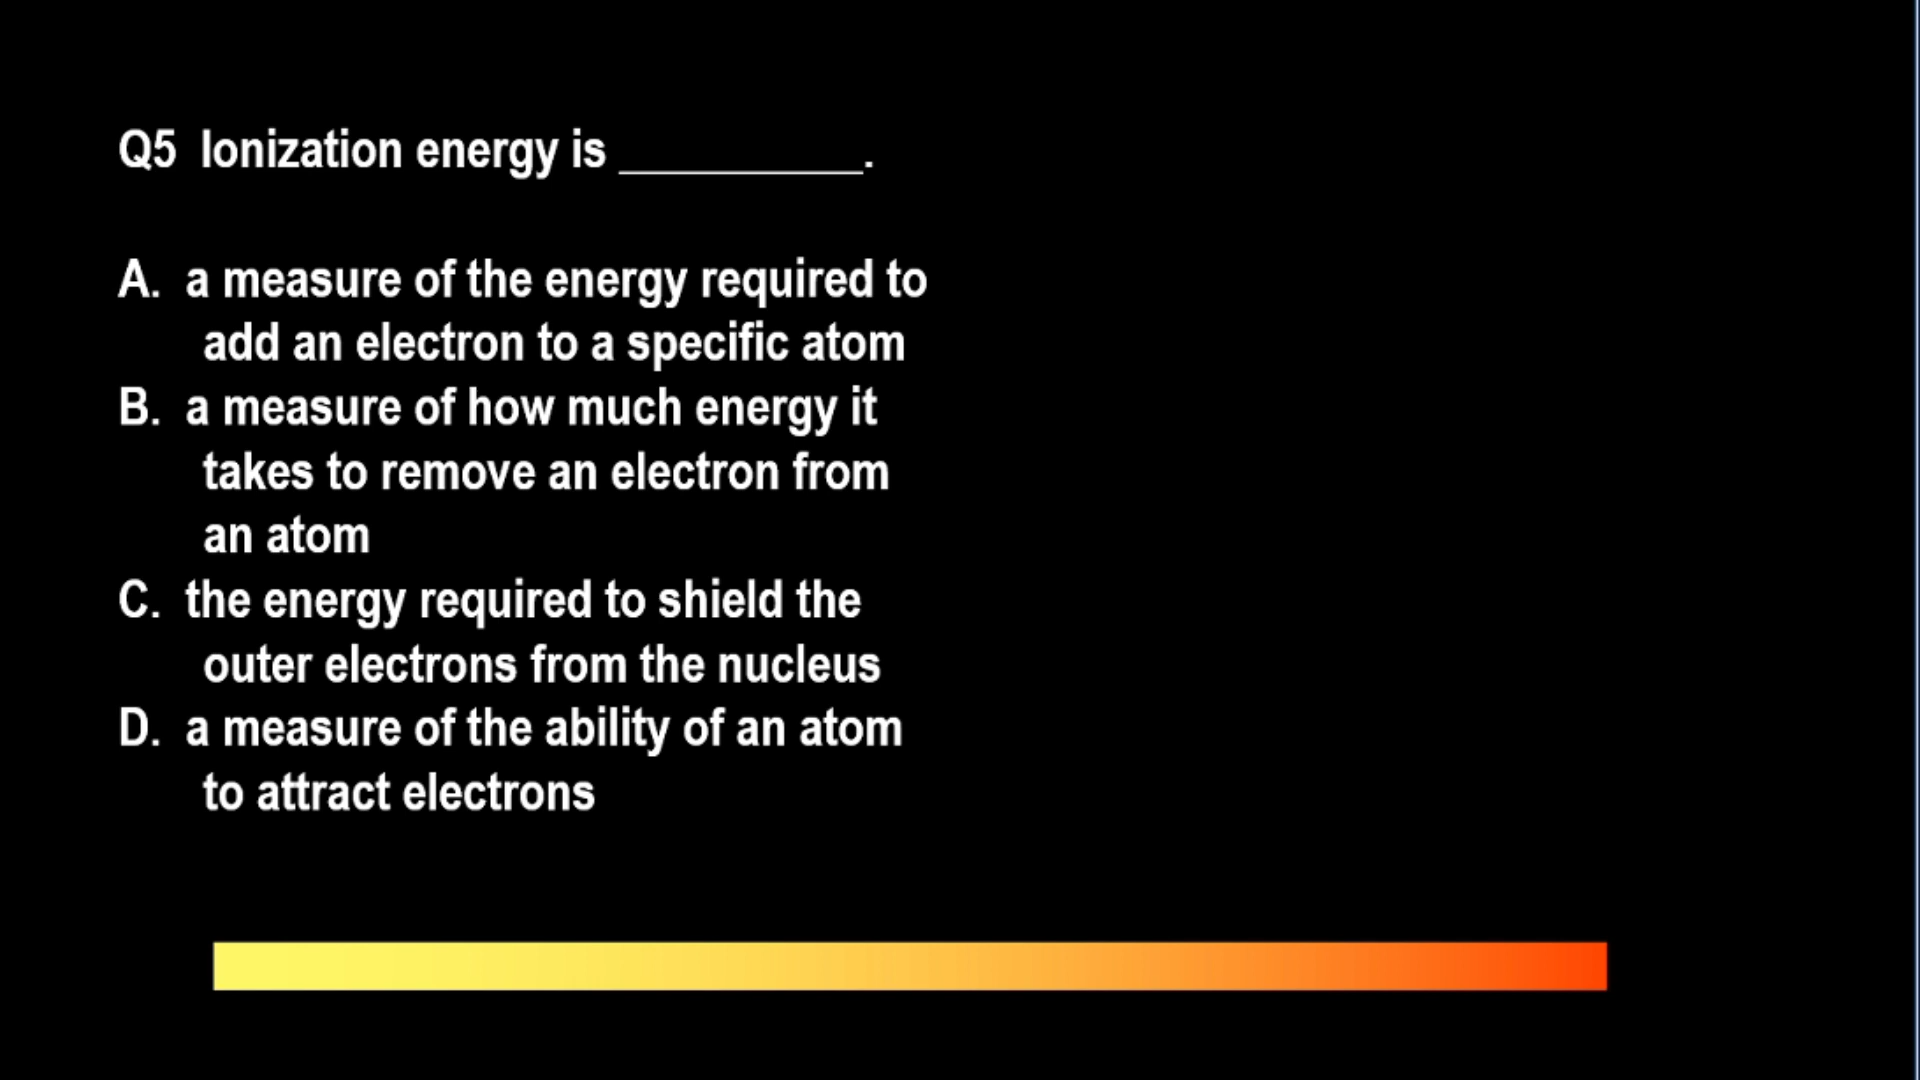 Q5 Ionization energy is __________.
A. a measure of the energy required to
add an electron to a specific atom
B. a measure of how much energy it
takes to remove an electron from
an atom
C. the energy required to shield the
outer electrons from the nucleus
D. a measure of the ability of an atom
to attract electrons